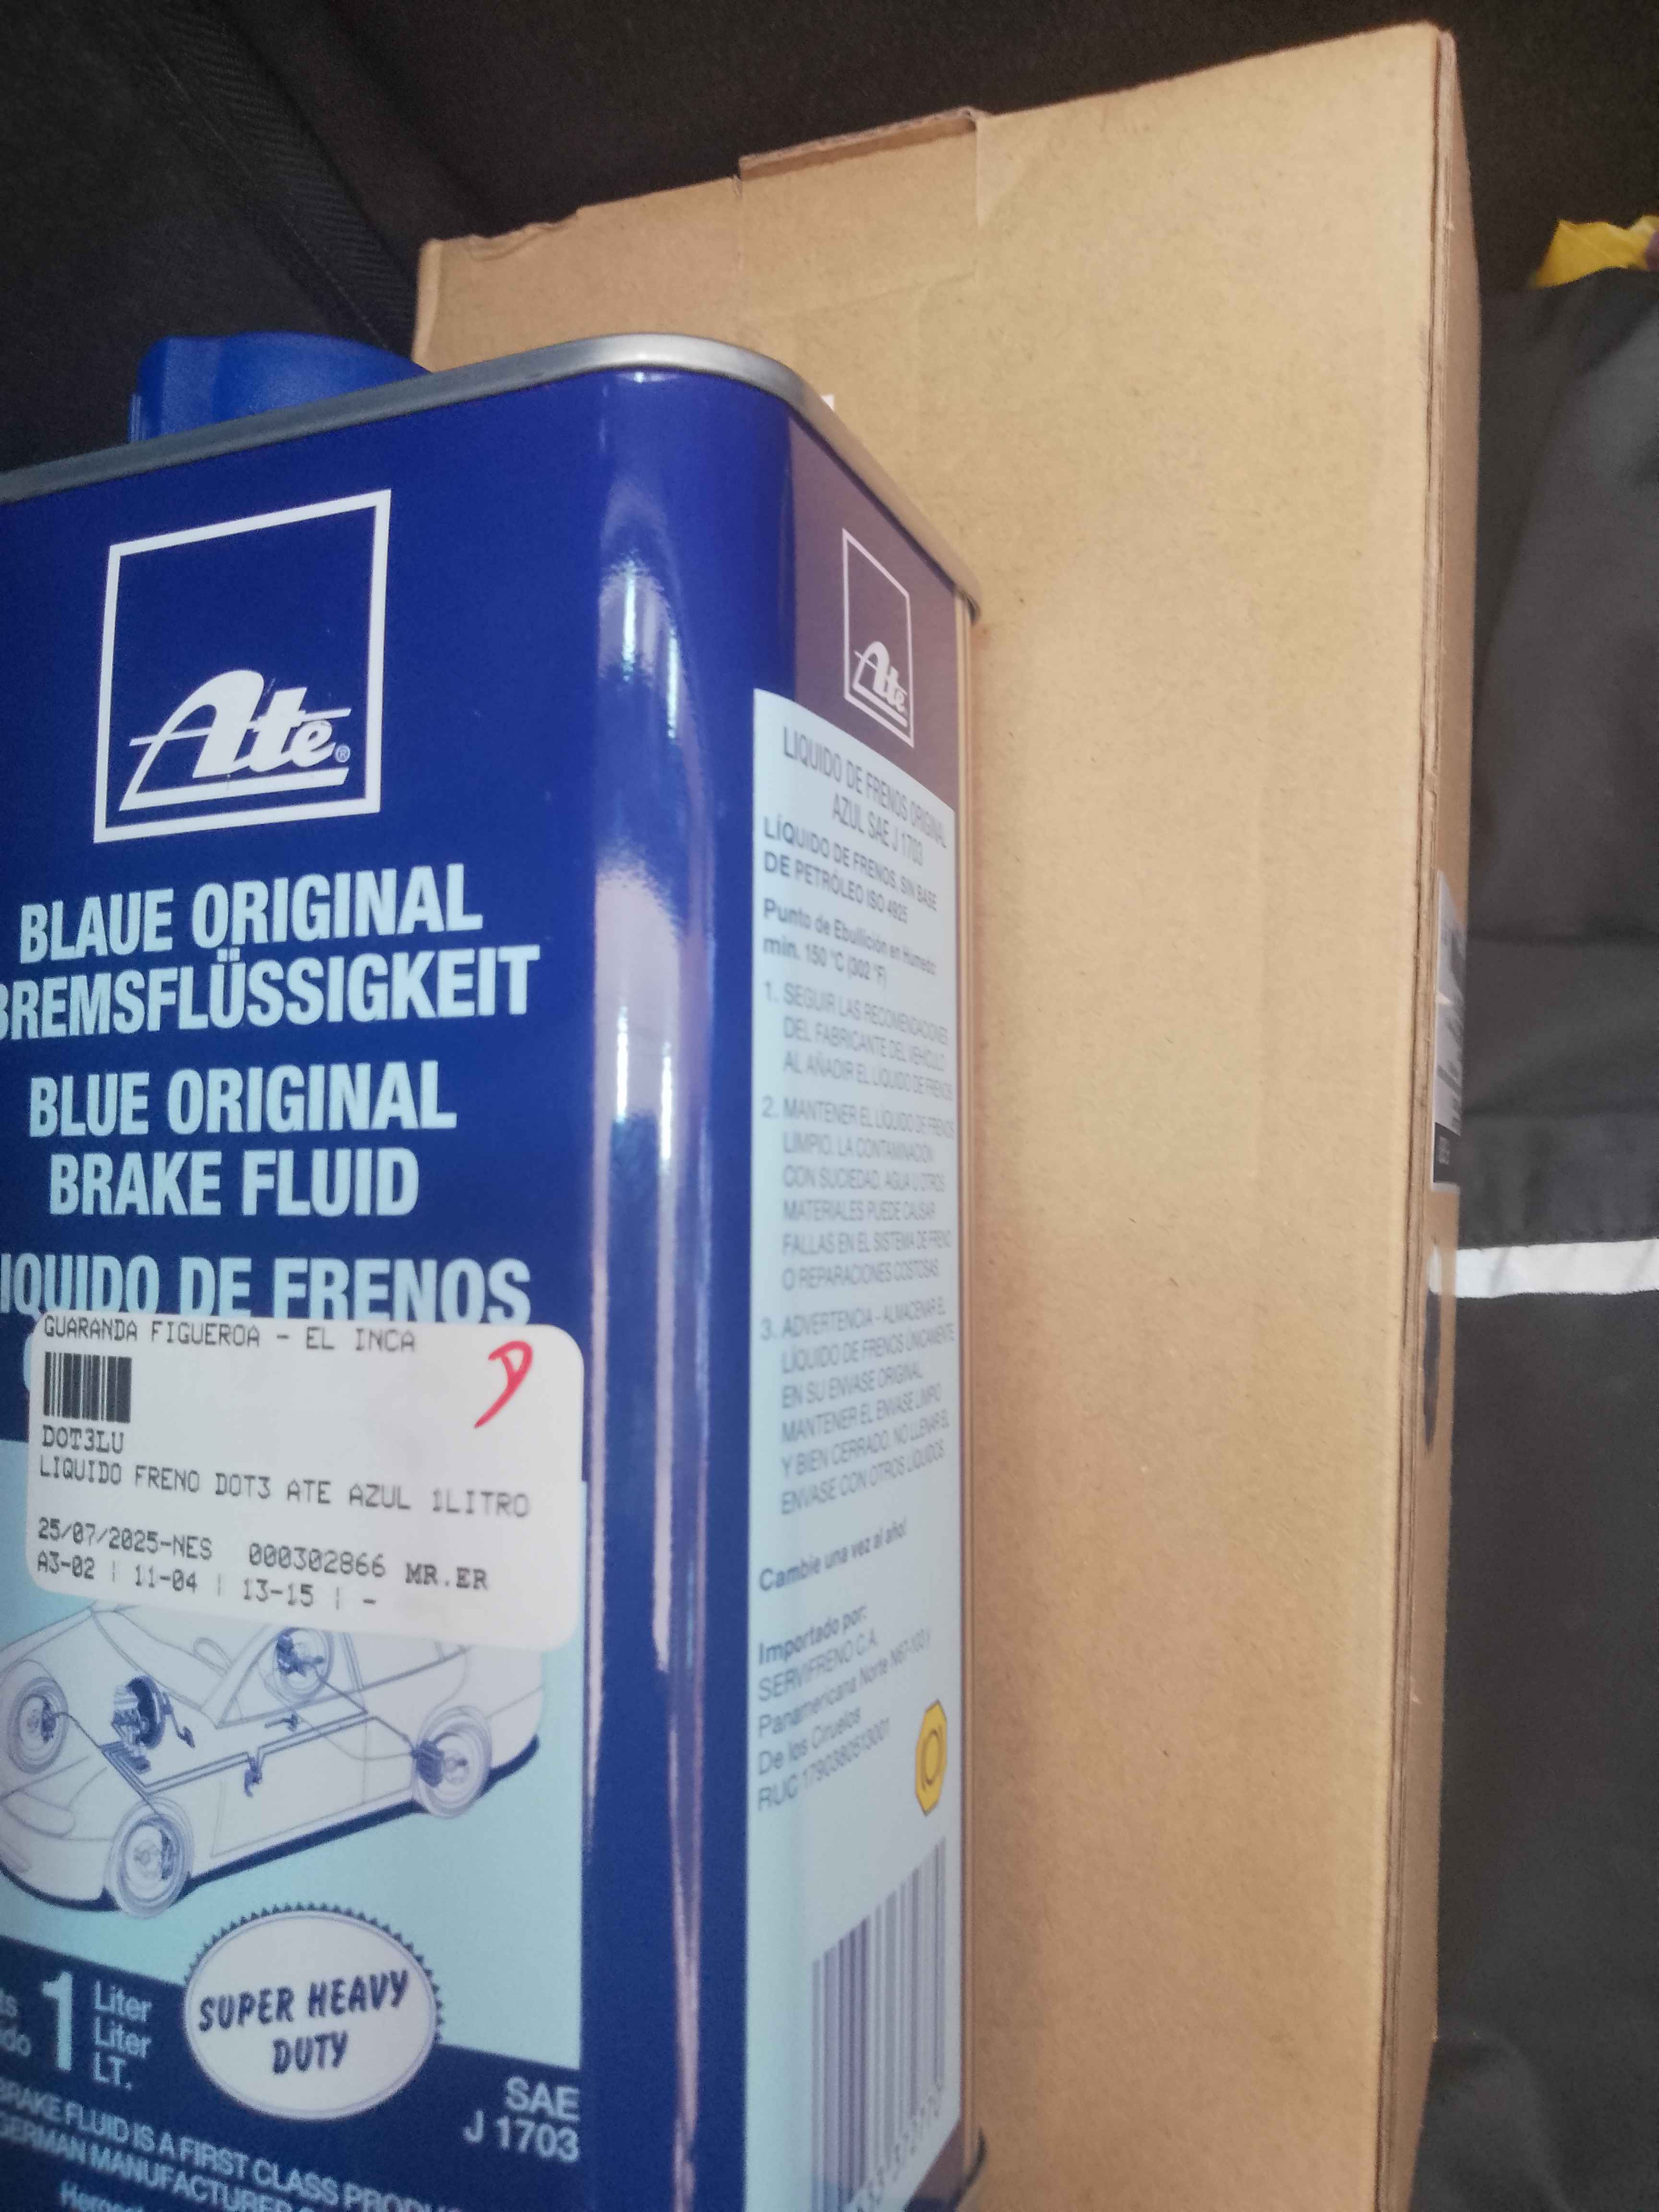 Ate®
BLAUE ORIGINAL
BREMSFLÜSSIGKEIT
BLUE ORIGINAL
BRAKE FLUID
LIQUIDO DE FRENOS
GUARANDA FIGUEROA - EL INCA
DOT3LU
LIQUIDO FRENO DOT3 ATE AZUL 1LITRO
25/07/2025-NES 000302866 MR.ER
A3-02 | 11-04 | 13-15 | -
1 Liter
Liter
LT.
SUPER HEAVY
DUTY
SAE
J 1703
BRAKE FLUID IS A FIRST CLASS
GERMAN MANUFACTURER
Ate
LIQUIDO DE FRENOS ORIGINAL
AZUL SAE J 1703
LÍQUIDO DE FRENOS, SIN BASE
DE PETRÓLEO ISO 4925
Punto de Ebullición en Húmedo
min. 150 °C (302 °F)
1. SEGUIR LAS RECOMENDACIONES
DEL FABRICANTE DEL VEHÍCULO
AL AÑADIR EL LÍQUIDO DE FRENOS
2. MANTENER EL LÍQUIDO DE FRENOS
LIMPIO. LA CONTAMINACIÓN
CON SUCIEDAD, AGUA U OTROS
MATERIALES PUEDE CAUSAR
FALLAS EN EL SISTEMA DE FRENO
O REPARACIONES COSTOSAS
3. ADVERTENCIA - ALMACENAR EL
LÍQUIDO DE FRENOS ÚNICAMENTE
EN SU ENVASE ORIGINAL
MANTENER EL ENVASE LIMPIO
Y BIEN CERRADO. NO LLENAR EL
ENVASE CON OTROS LÍQUIDOS
Cambie una vez al año!
Importado por:
SERVIFRENO C.A.
Panamericana Norte N67-100 y
De los Ciruelos
RUC 1790380513001